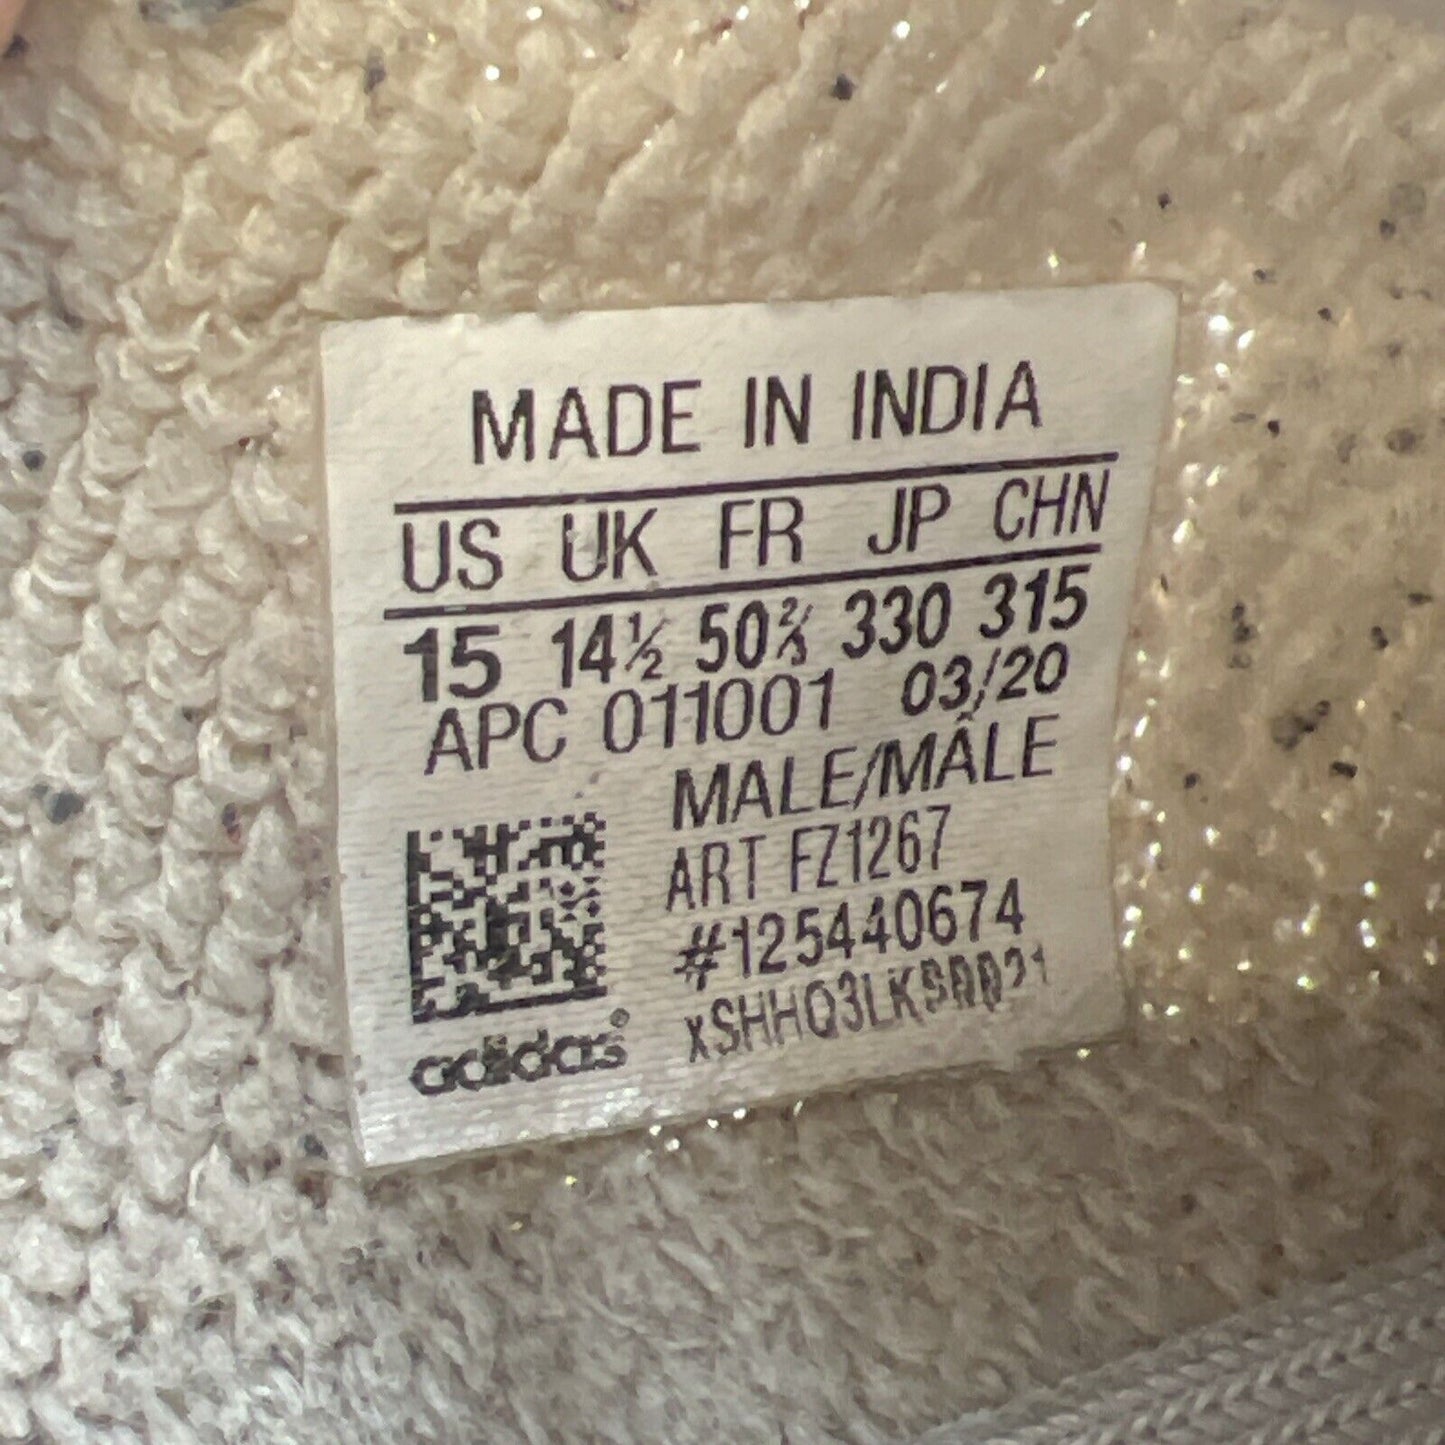 MADE IN INDIA
US UK FR JP CHN
15 14½ 50⅔ 330 315
APC 011001 03/20
MALE/MÂLE
ART FZ1267
#125440674
adidas®